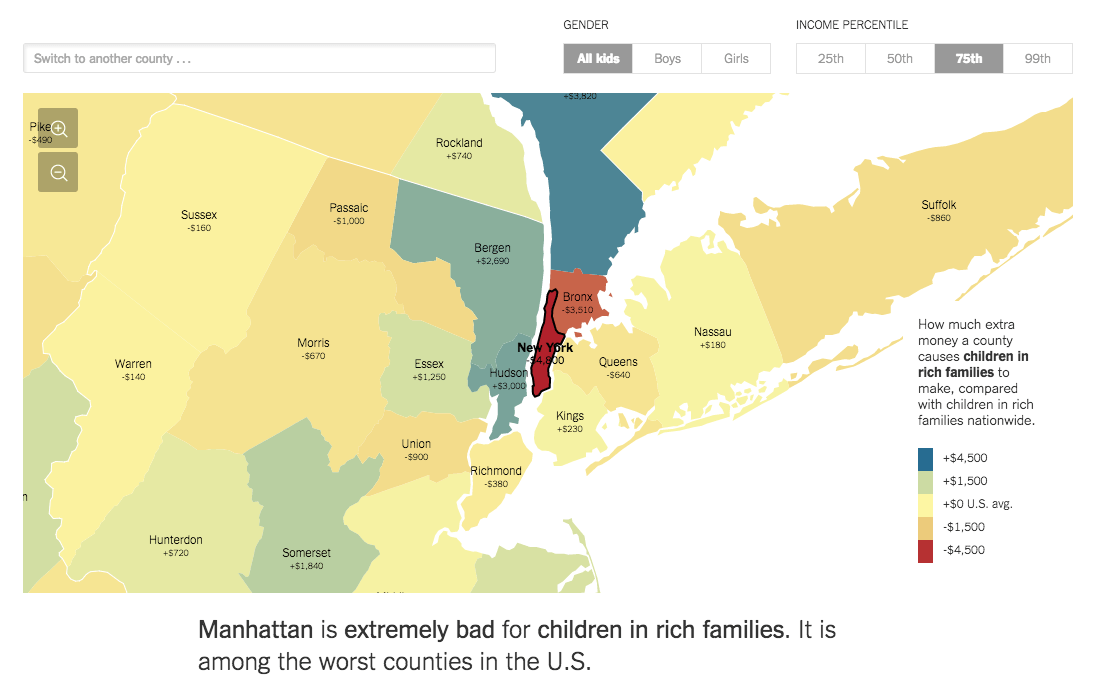 GENDER
INCOME PERCENTILE
Switch to another county . . .
All kids
Boys
Girls
25th
50th
75th
99th
+$3,820
Pike
-$490
Rockland
+$740
Sussex
-$160
Passaic
-$1,000
Suffolk
-$860
Bergen
+$2,690
Bronx
-$3,510
Nassau
+$180
Morris
-$670
New York
-$4,800
Warren
-$140
Essex
+$1,250
Hudson
+$3,000
Queens
-$640
Kings
+$230
Union
-$900
Richmond
-$380
Hunterdon
+$720
Somerset
+$1,840
How much extra
money a county
causes children in
rich families to
make, compared
with children in rich
families nationwide.
+$4,500
+$1,500
+$0 U.S. avg.
-$1,500
-$4,500
Manhattan is extremely bad for children in rich families. It is
among the worst counties in the U.S.